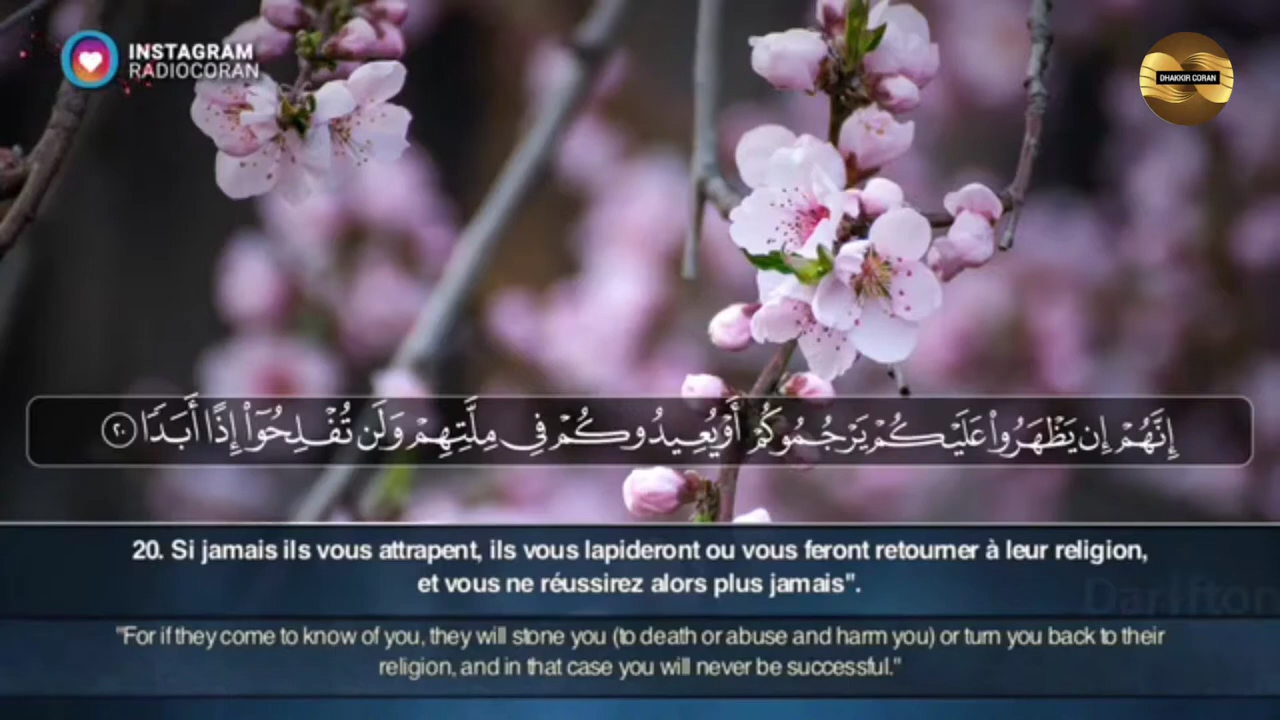 INSTAGRAM
RADIOCORAN
DHAKKIR CORAN
إِنَّهُمْ إِن يَظْهَرُوا۟ عَلَيْكُمْ يَرْجُمُوكُمْ أَوْ يُعِيدُوكُمْ فِى مِلَّتِهِمْ وَلَن تُفْلِحُوٓا۟ إِذًا أَبَدًا ٢٠
20. Si jamais ils vous attrapent, ils vous lapideront ou vous feront retourner à leur religion,
et vous ne réussirez alors plus jamais".
"For if they come to know of you, they will stone you (to death or abuse and harm you) or turn you back to their
religion, and in that case you will never be successful."